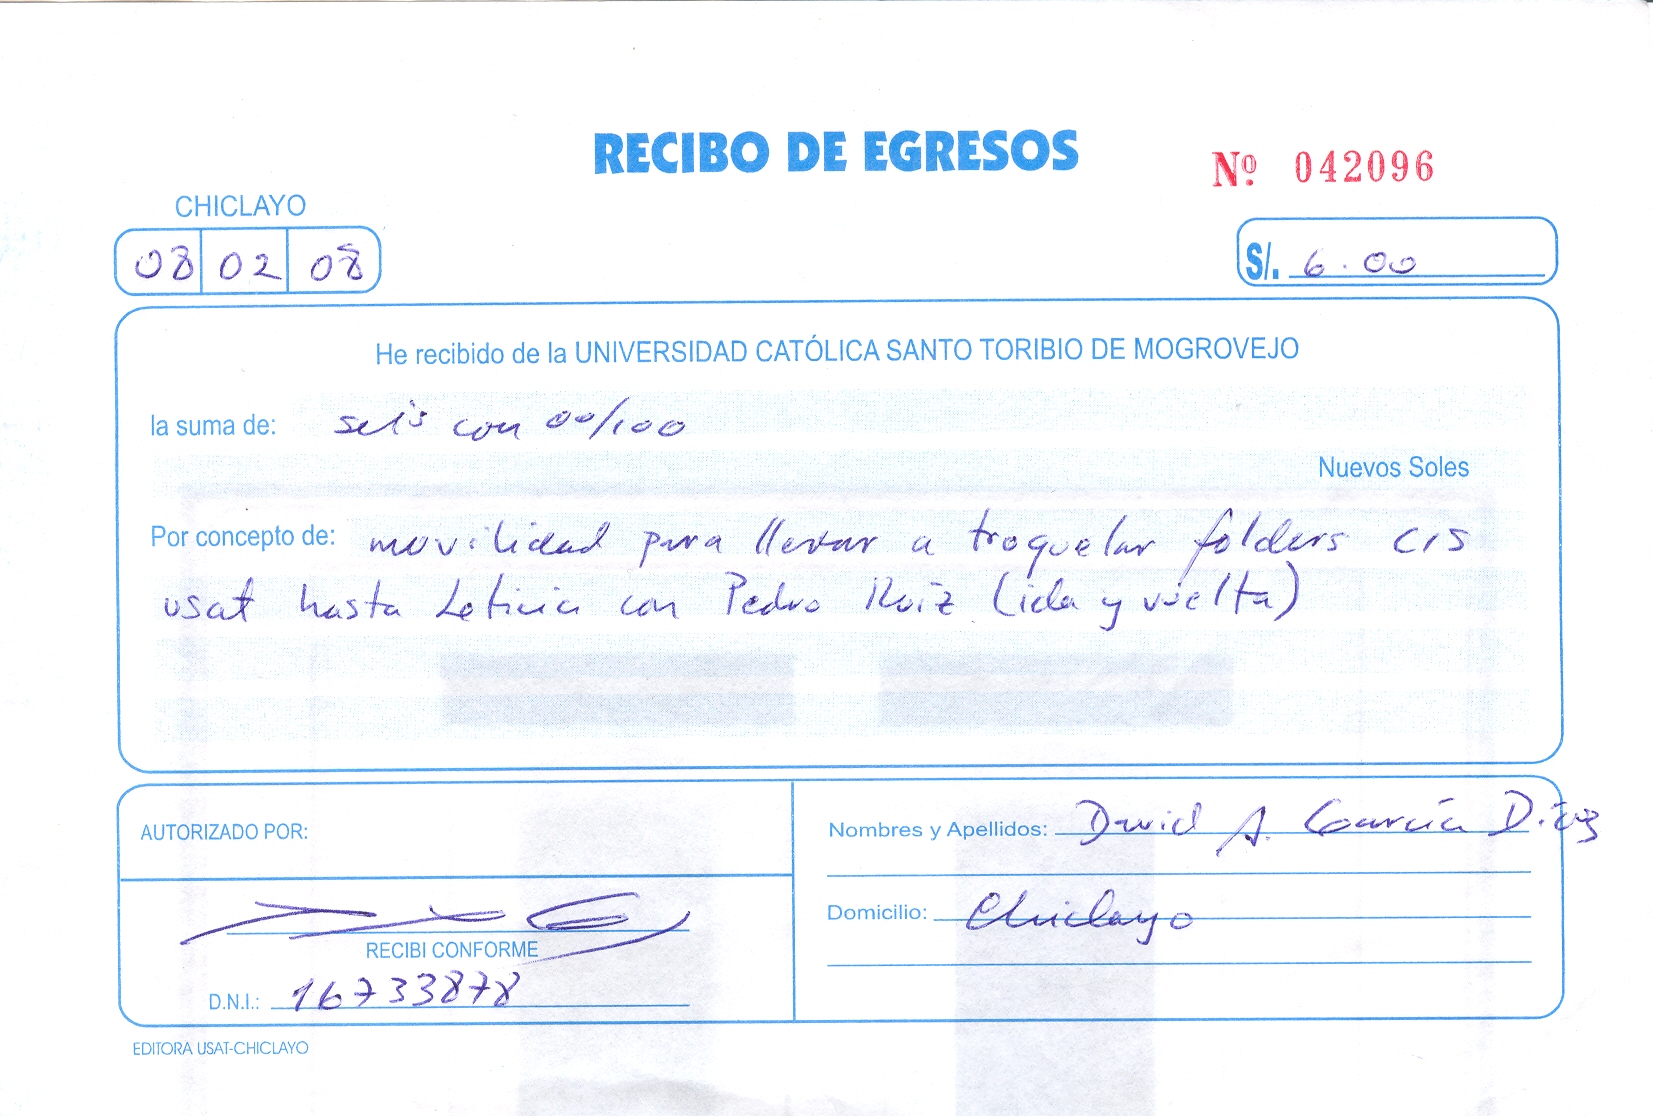 RECIBO DE EGRESOS
Nº 042096
CHICLAYO
08 02 08
S/. 6.00
He recibido de la UNIVERSIDAD CATÓLICA SANTO TORIBIO DE MOGROVEJO
la suma de: seis con 00/100
Nuevos Soles
Por concepto de: movilidad para llevar a troquelar folders CIS
usat hasta Leticia con Pedro Ruiz (ida y vuelta)
AUTORIZADO POR:
Nombres y Apellidos: David A. García Díaz
Domicilio: Chiclayo
RECIBI CONFORME
D.N.I.: 16733878
EDITORA USAT-CHICLAYO